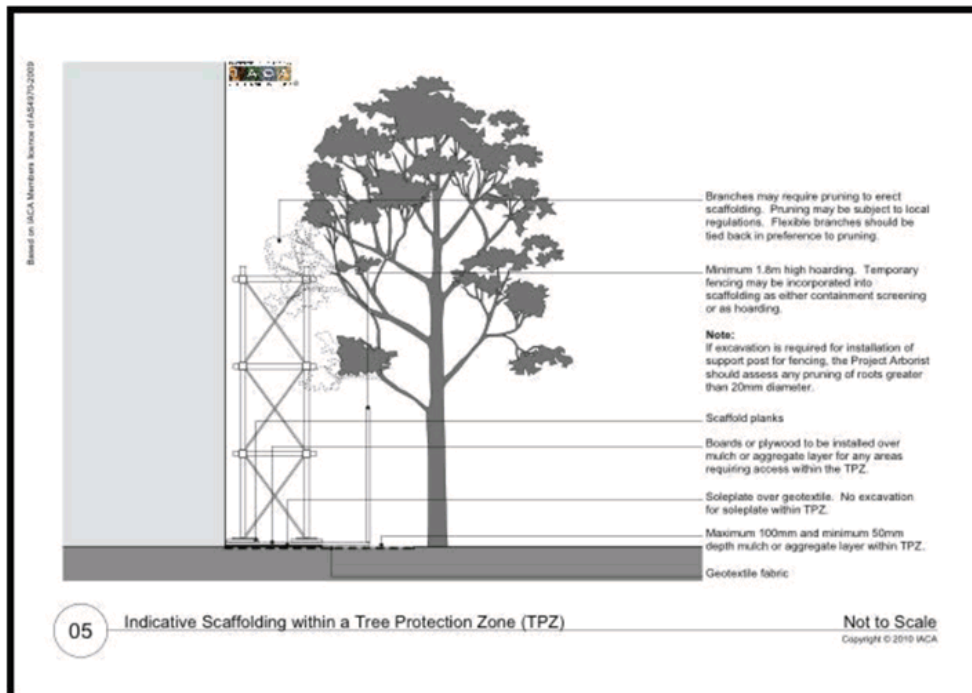 Based on IACA Members licence of AS4970-2009
IACA
Branches may require pruning to erect
scaffolding. Pruning may be subject to local
regulations. Flexible branches should be
tied back in preference to pruning.
Minimum 1.8m high hoarding. Temporary
fencing may be incorporated into
scaffolding as either containment screening
or as hoarding.
Note:
If excavation is required for installation of
support post for fencing, the Project Arborist
should assess any pruning of roots greater
than 20mm diameter.
Scaffold planks
Boards or plywood to be installed over
mulch or aggregate layer for any areas
requiring access within the TPZ.
Soleplate over geotextile. No excavation
for soleplate within TPZ.
Maximum 100mm and minimum 50mm
depth mulch or aggregate layer within TPZ.
Geotextile fabric
05
Indicative Scaffolding within a Tree Protection Zone (TPZ)
Not to Scale
Copyright © 2010 IACA